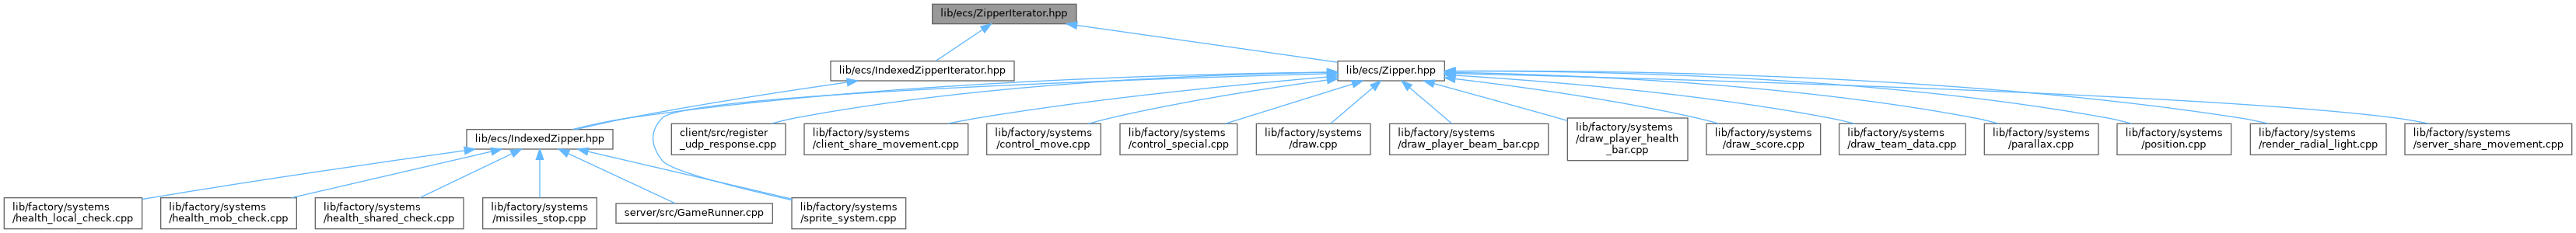 lib/ecs/ZipperIterator.hpp
lib/ecs/IndexedZipperIterator.hpp
lib/ecs/Zipper.hpp
lib/ecs/IndexedZipper.hpp
client/src/register
_udp_response.cpp
lib/factory/systems
/client_share_movement.cpp
lib/factory/systems
/control_move.cpp
lib/factory/systems
/control_special.cpp
lib/factory/systems
/draw.cpp
lib/factory/systems
/draw_player_beam_bar.cpp
lib/factory/systems
/draw_player_health
_bar.cpp
lib/factory/systems
/draw_score.cpp
lib/factory/systems
/draw_team_data.cpp
lib/factory/systems
/parallax.cpp
lib/factory/systems
/position.cpp
lib/factory/systems
/render_radial_light.cpp
lib/factory/systems
/server_share_movement.cpp
lib/factory/systems
/health_local_check.cpp
lib/factory/systems
/health_mob_check.cpp
lib/factory/systems
/health_shared_check.cpp
lib/factory/systems
/missiles_stop.cpp
server/src/GameRunner.cpp
lib/factory/systems
/sprite_system.cpp